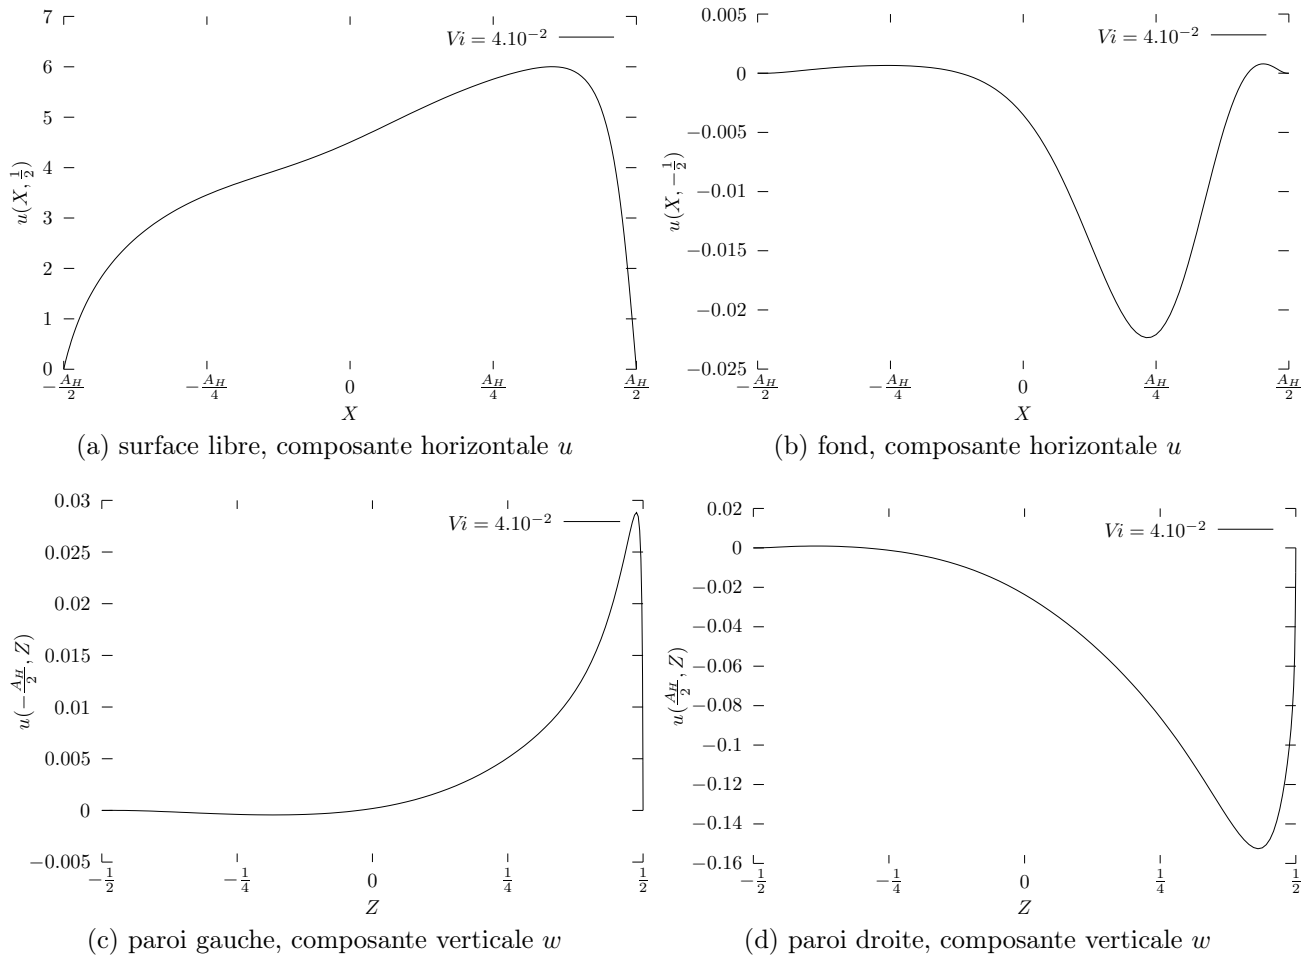 7
6
5
4
3
2
1
0
u(X, 1/2)
Vi = 4.10^{-2}
-A_H/2
-A_H/4
0
A_H/4
A_H/2
X
(a) surface libre, composante horizontale u
0.005
0
−0.005
−0.01
−0.015
−0.02
−0.025
u(X, -1/2)
Vi = 4.10^{-2}
-A_H/2
-A_H/4
0
A_H/4
A_H/2
X
(b) fond, composante horizontale u
0.03
0.025
0.02
0.015
0.01
0.005
0
−0.005
u(-A_H/2, Z)
Vi = 4.10^{-2}
-1/2
-1/4
0
1/4
1/2
Z
(c) paroi gauche, composante verticale w
0.02
0
−0.02
−0.04
−0.06
−0.08
−0.1
−0.12
−0.14
−0.16
u(A_H/2, Z)
Vi = 4.10^{-2}
-1/2
-1/4
0
1/4
1/2
Z
(d) paroi droite, composante verticale w